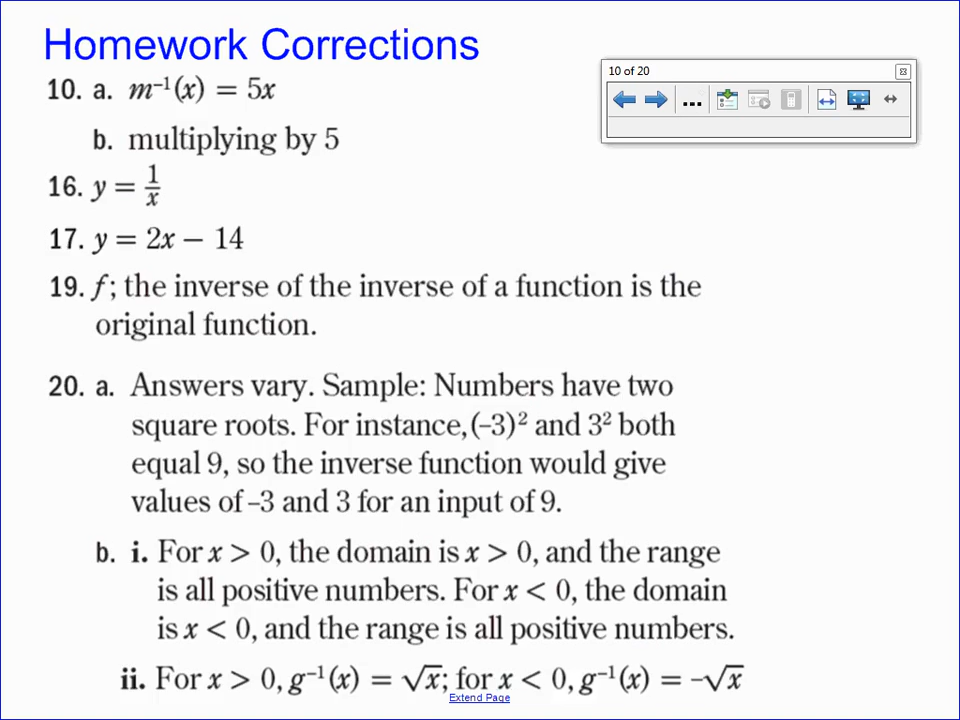 Homework Corrections
10 of 20
10. a. m⁻¹(x) = 5x
b. multiplying by 5
16. y = 1/x
17. y = 2x − 14
19. f; the inverse of the inverse of a function is the
original function.
20. a. Answers vary. Sample: Numbers have two
square roots. For instance, (−3)² and 3² both
equal 9, so the inverse function would give
values of −3 and 3 for an input of 9.
b. i. For x > 0, the domain is x > 0, and the range
is all positive numbers. For x < 0, the domain
is x < 0, and the range is all positive numbers.
ii. For x > 0, g⁻¹(x) = √x; for x < 0, g⁻¹(x) = −√x
Extend Page